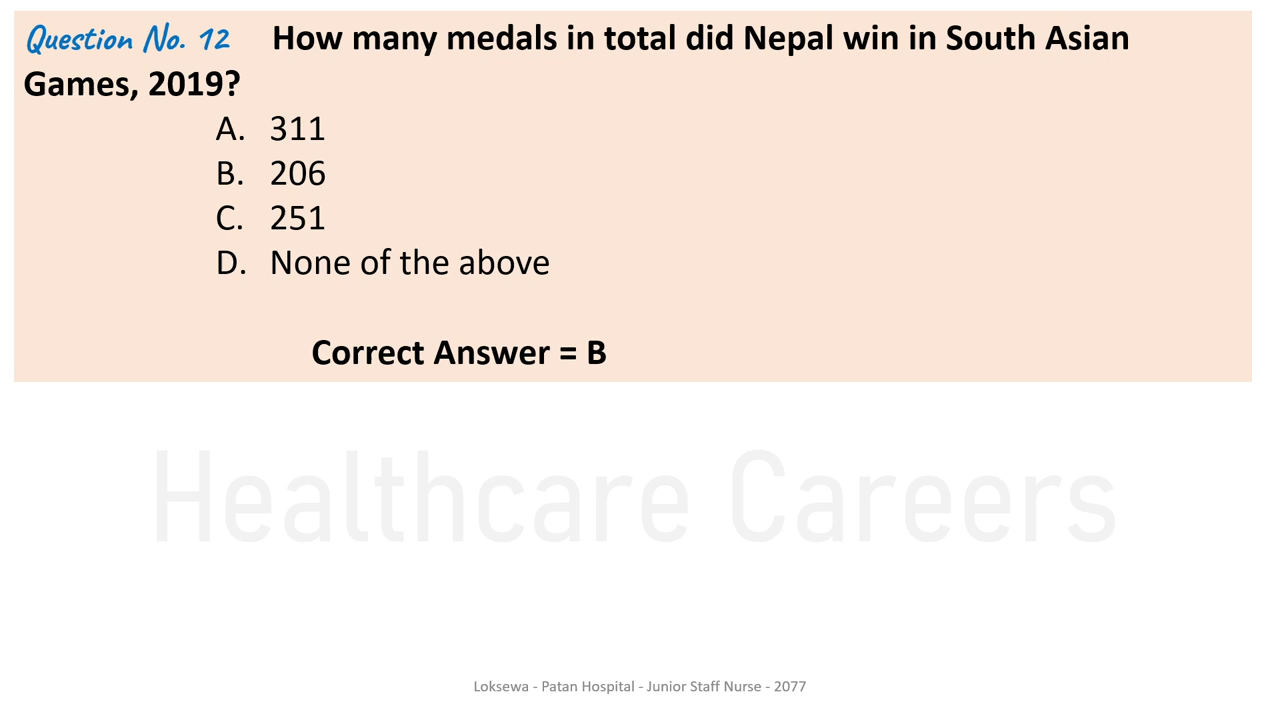 Question No. 12 How many medals in total did Nepal win in South Asian
Games, 2019?
A. 311
B. 206
C. 251
D. None of the above
Correct Answer = B
Healthcare Careers
Loksewa - Patan Hospital - Junior Staff Nurse - 2077